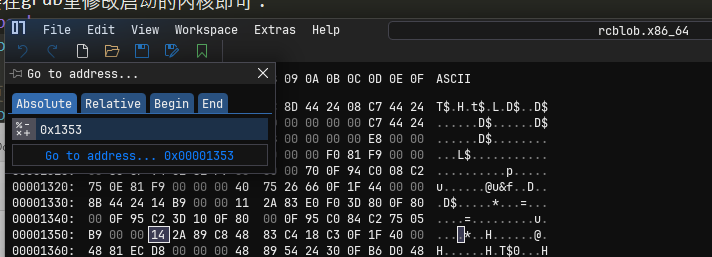 在grub里修改启动的内核即可：
File Edit View Workspace Extras Help
rcblob.x86_64
Go to address...
Absolute Relative Begin End
0x1353
Go to address... 0x00001353
09 0A 0B 0C 0D 0E 0F ASCII
8D 44 24 08 C7 44 24 T$.H.t$.L.D$..D$
00 00 00 00 C7 44 24 ......D$......D$
00 00 00 00 E8 00 00 .....D$.........
00 00 00 F0 81 F9 00 00 ....L$..........
00 00 70 0F 94 C0 08 C2 ..........p.....
00001320: 75 0E 81 F9 00 00 00 40 75 26 66 0F 1F 44 00 00 u......@u&f..D..
00001330: 8B 44 24 14 B9 00 00 11 2A 83 E0 F0 3D 80 0F 80 .D$.....*...=...
00001340: 00 0F 95 C2 3D 10 0F 80 00 0F 95 C0 84 C2 75 05 ....=.........u.
00001350: B9 00 00 14 2A 89 C8 48 83 C4 18 C3 0F 1F 40 00 ....*..H......@.
00001360: 48 81 EC D8 00 00 00 48 89 54 24 30 0F B6 D0 48 H......H.T$0...H